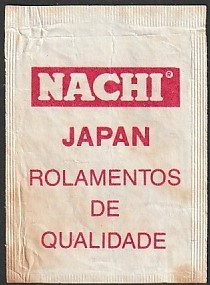 NACHI®
JAPAN
ROLAMENTOS
DE
QUALIDADE